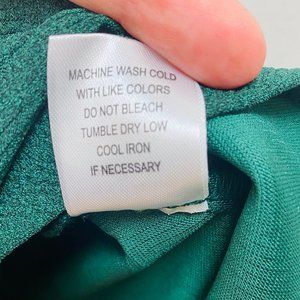 MACHINE WASH COLD
WITH LIKE COLORS
DO NOT BLEACH
TUMBLE DRY LOW
COOL IRON
IF NECESSARY